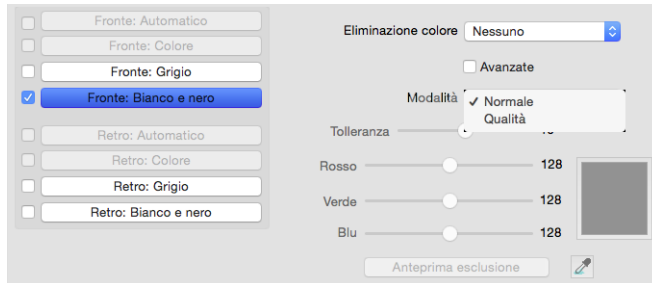 Fronte: Automatico
Fronte: Colore
Fronte: Grigio
Fronte: Bianco e nero
Retro: Automatico
Retro: Colore
Retro: Grigio
Retro: Bianco e nero
Eliminazione colore Nessuno
Avanzate
Modalità
Normale
Qualità
Tolleranza
Rosso 128
Verde 128
Blu 128
Anteprima esclusione